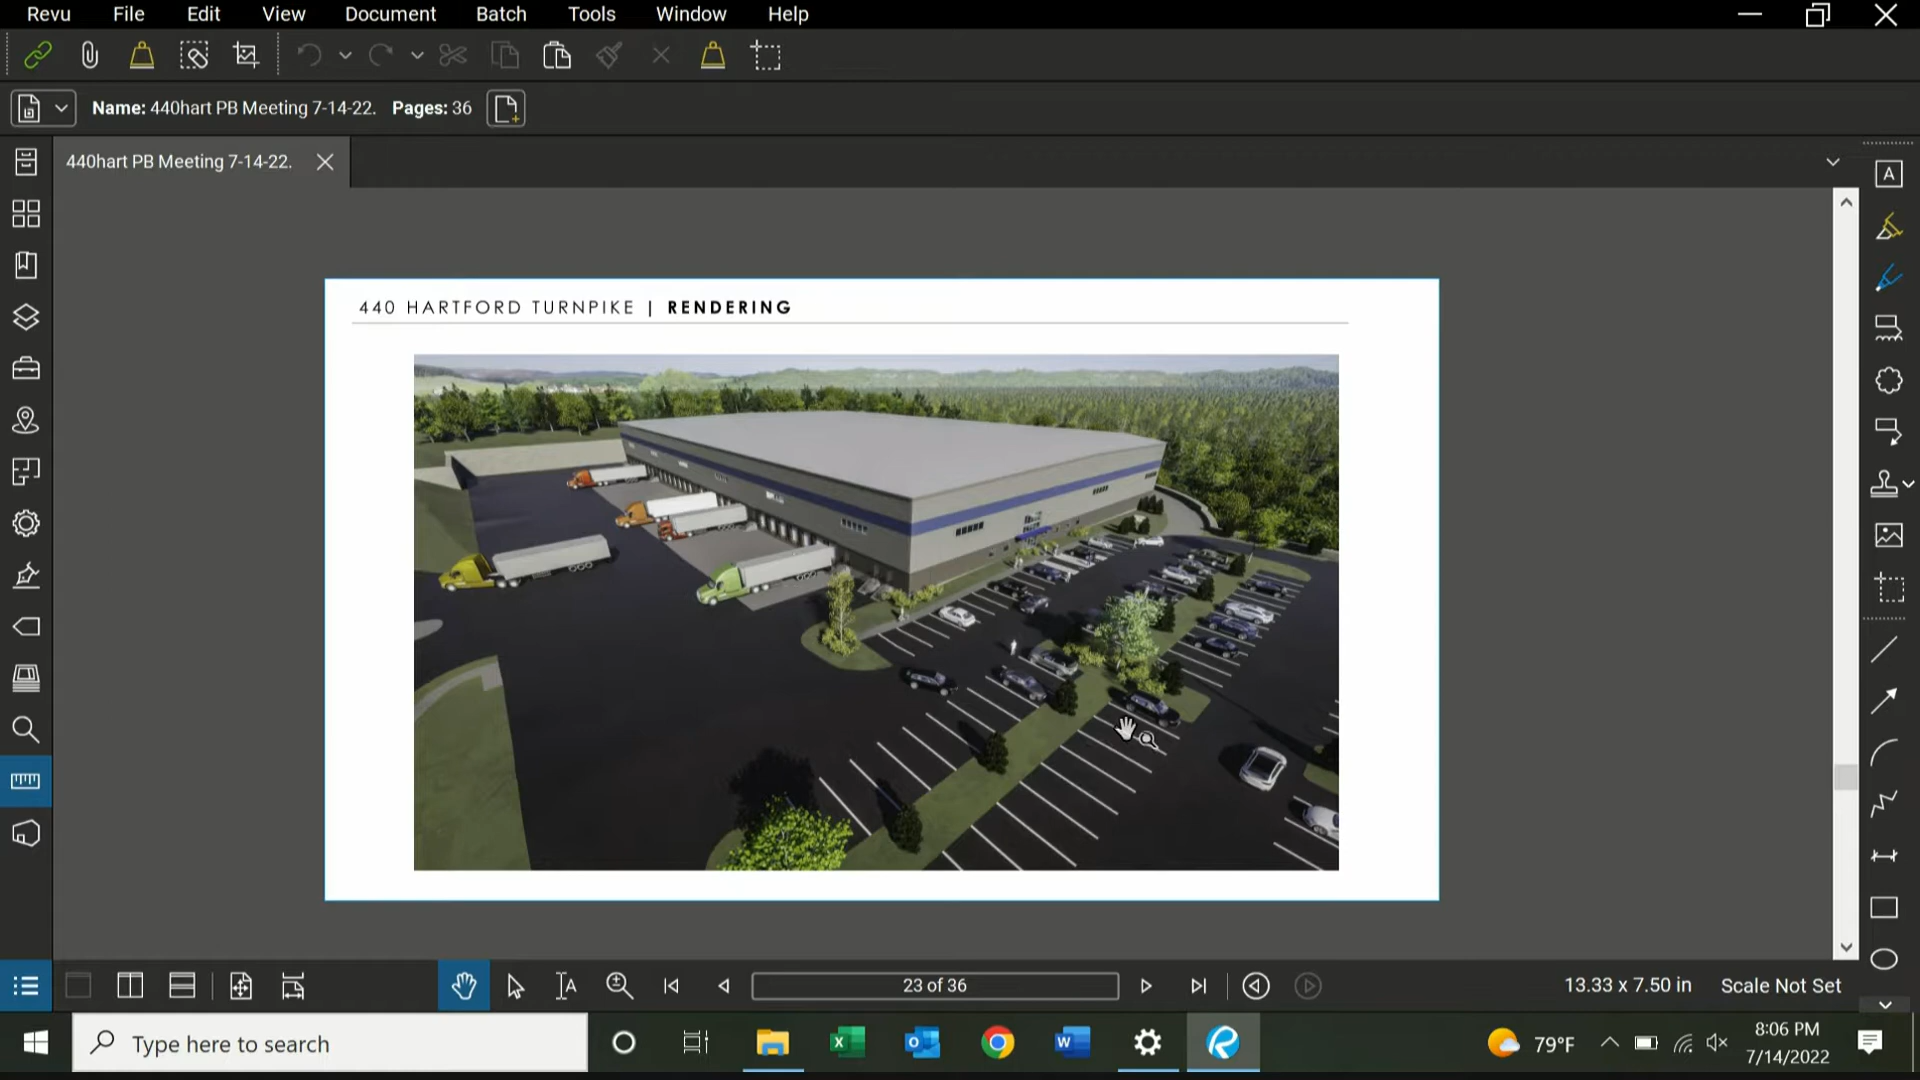 Revu File Edit View Document Batch Tools Window Help
Name: 440hart PB Meeting 7-14-22. Pages: 36
440hart PB Meeting 7-14-22.
A
440 HARTFORD TURNPIKE | RENDERING
23 of 36
13.33 x 7.50 in Scale Not Set
Type here to search
79°F
8:06 PM
7/14/2022